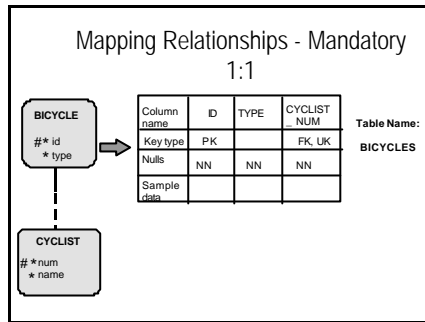 Mapping Relationships - Mandatory
1:1
BICYCLE
#* id
* type
Column name ID TYPE CYCLIST _ NUM
Key type PK FK, UK
Nulls NN NN NN
Sample data
Table Name:
BICYCLES
CYCLIST
# * num
* name